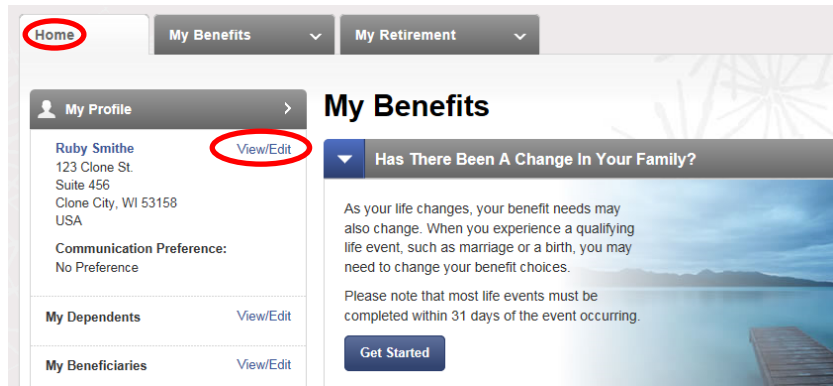 Home
My Benefits
My Retirement
My Profile
Ruby Smithe
View/Edit
123 Clone St.
Suite 456
Clone City, WI 53158
USA
Communication Preference:
No Preference
My Dependents
View/Edit
My Beneficiaries
View/Edit
My Benefits
Has There Been A Change In Your Family?
As your life changes, your benefit needs may
also change. When you experience a qualifying
life event, such as marriage or a birth, you may
need to change your benefit choices.
Please note that most life events must be
completed within 31 days of the event occurring.
Get Started